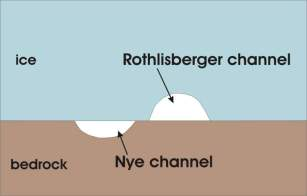 ice
Rothlisberger channel
bedrock
Nye channel